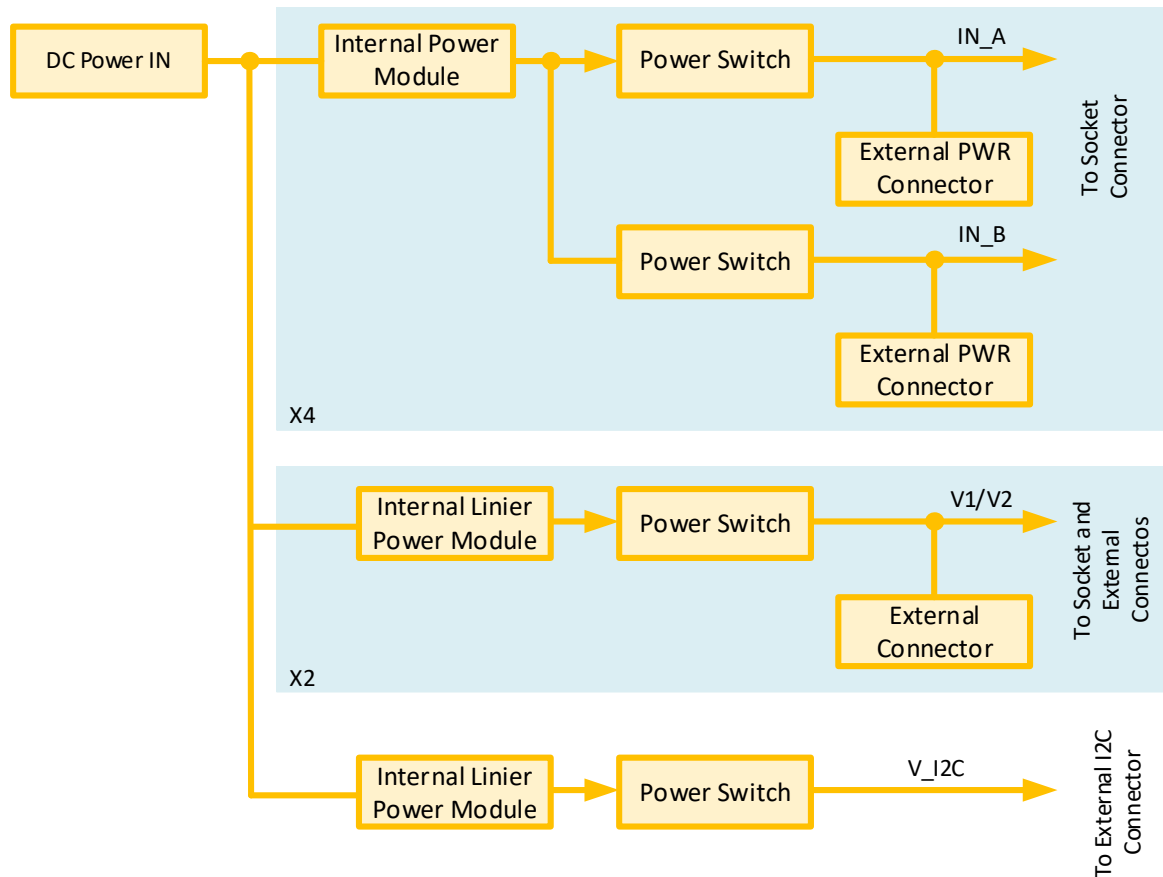 DC Power IN
Internal Power
Module
Power Switch
IN_A
External PWR
Connector
To Socket
Connector
Power Switch
IN_B
External PWR
Connector
X4
Internal Linier
Power Module
Power Switch
V1/V2
External
Connector
To Socket and
External
Connectos
X2
Internal Linier
Power Module
Power Switch
V_I2C
To External I2C
Connector